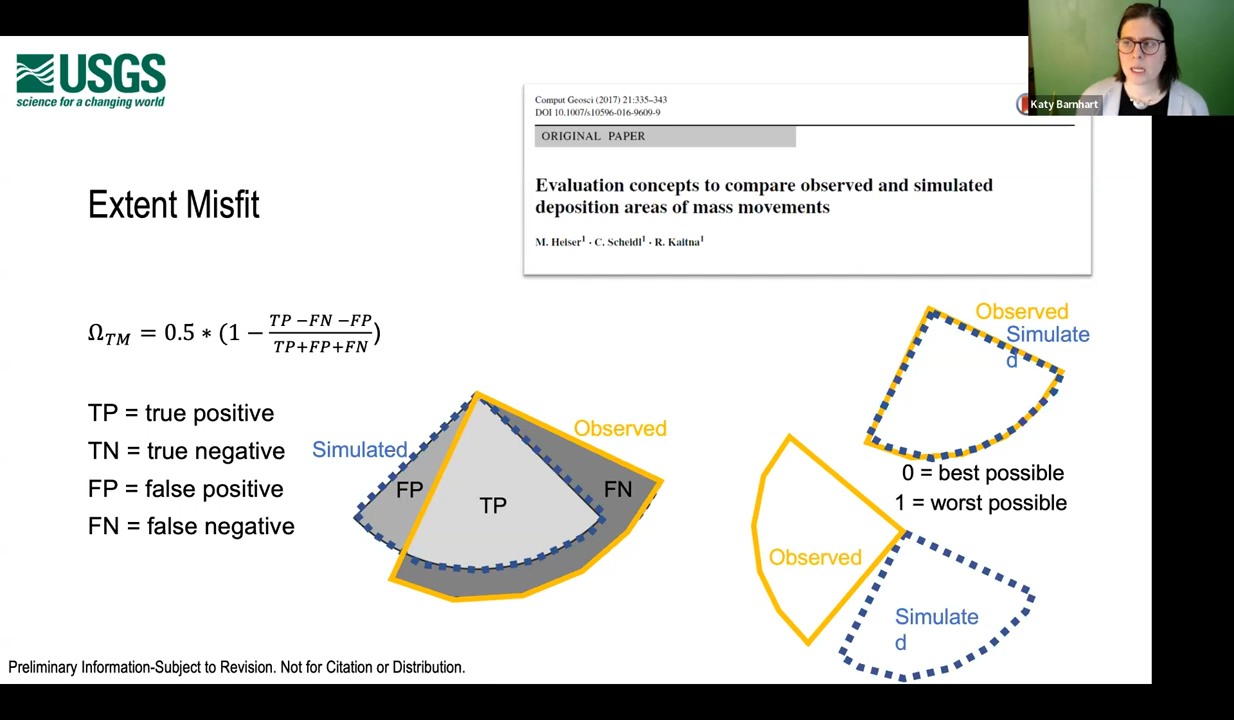 USGS
science for a changing world
Katy Barnhart
Comput Geosci (2017) 21:335–343
DOI 10.1007/s10596-016-9609-9
ORIGINAL PAPER
Evaluation concepts to compare observed and simulated
deposition areas of mass movements
M. Heiser¹ · C. Scheidl¹ · R. Kaitna¹
Extent Misfit
Ω_TM = 0.5 * (1 − (TP −FN −FP)/(TP+FP+FN))
TP = true positive
TN = true negative
FP = false positive
FN = false negative
Simulated
Observed
FP
TP
FN
Observed
Simulate
d
0 = best possible
1 = worst possible
Observed
Simulate
d
Preliminary Information-Subject to Revision. Not for Citation or Distribution.